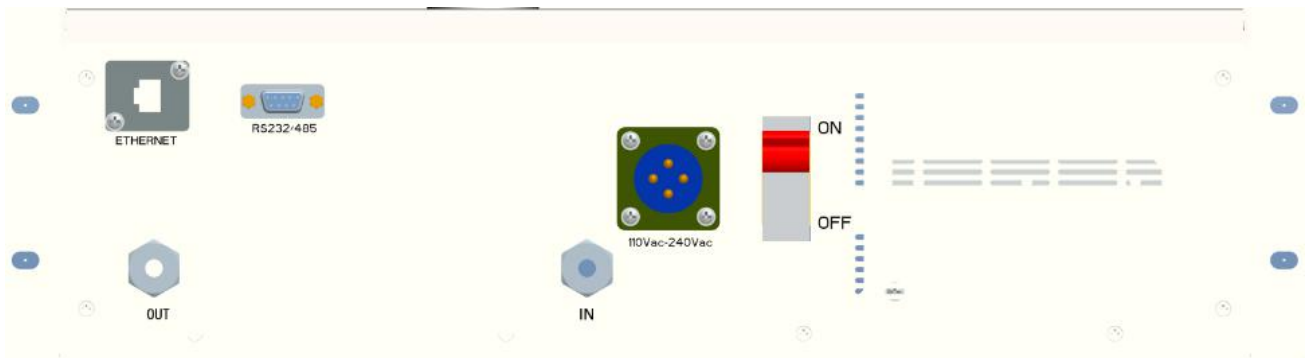 ETHERNET
RS232/485
ON
OFF
110Vac-240Vac
OUT
IN